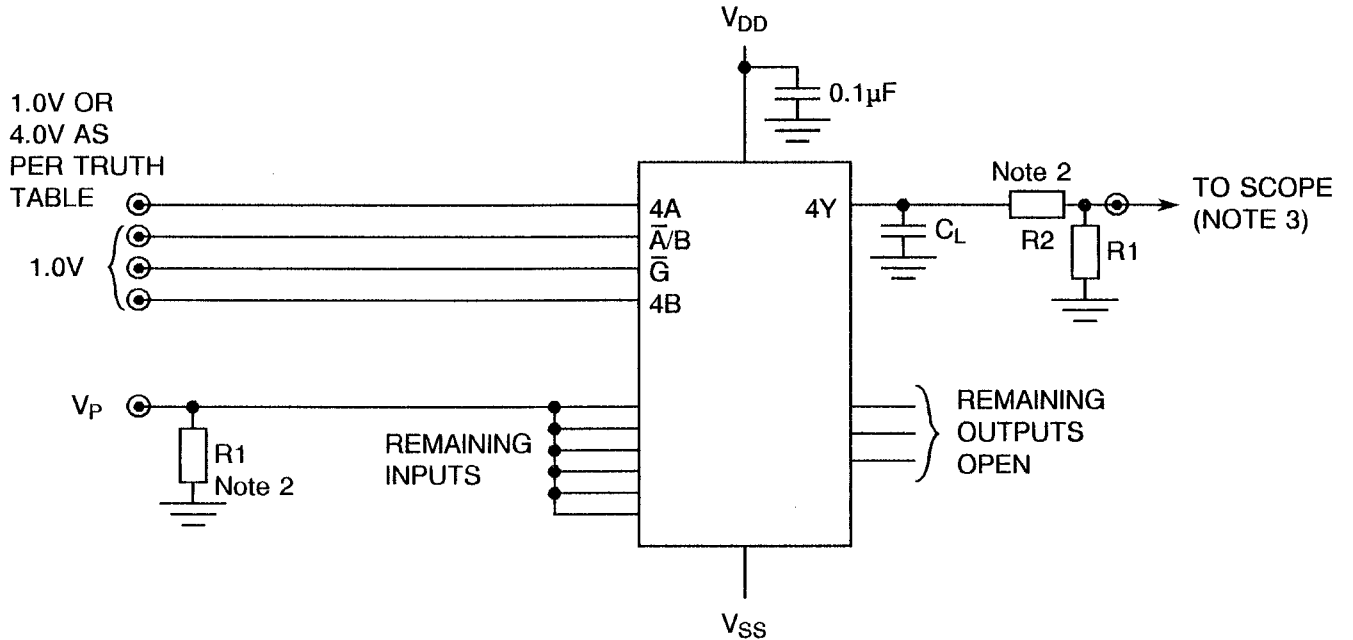 V_DD
0.1µF
1.0V OR
4.0V AS
PER TRUTH
TABLE
1.0V
4A
A̅/B
G̅
4B
4Y
C_L
Note 2
R2
R1
TO SCOPE
(NOTE 3)
V_P
R1
Note 2
REMAINING
INPUTS
REMAINING
OUTPUTS
OPEN
V_SS